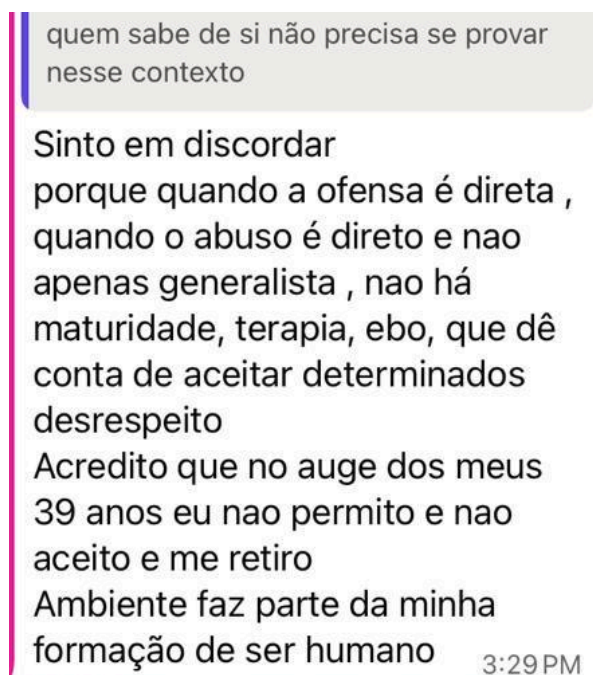 quem sabe de si não precisa se provar
nesse contexto
Sinto em discordar
porque quando a ofensa é direta ,
quando o abuso é direto e nao
apenas generalista , nao há
maturidade, terapia, ebo, que dê
conta de aceitar determinados
desrespeito
Acredito que no auge dos meus
39 anos eu nao permito e nao
aceito e me retiro
Ambiente faz parte da minha
formação de ser humano
3:29 PM